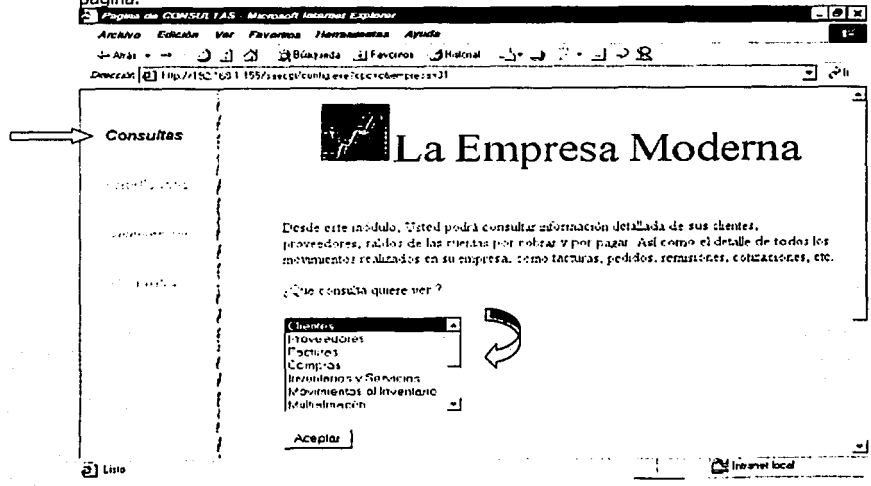 página.
Pagina de CONSULTAS - Microsoft Internet Explorer
Archivo Edición Ver Favoritos Herramientas Ayuda
Atrás Búsqueda Favoritos Historial
Dirección
Consultas
La Empresa Moderna
Desde este módulo, Usted podrá consultar información detallada de sus clientes,
proveedores, saldos de las cuentas por cobrar y por pagar. Así como el detalle de todos los
movimientos realizados en su empresa, como facturas, pedidos, remisiones, cotizaciones, etc.
¿Que consulta quiere ver ?
Clientes
Proveedores
Facturas
Compras
Inventarios y Servicios
Movimientos al Inventario
Multialmacén
Aceptar
Listo
Intranet local